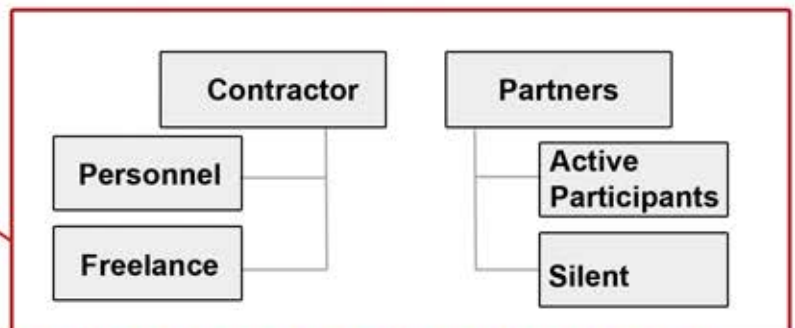 Contractor
Partners
Personnel
Active
Participants
Freelance
Silent